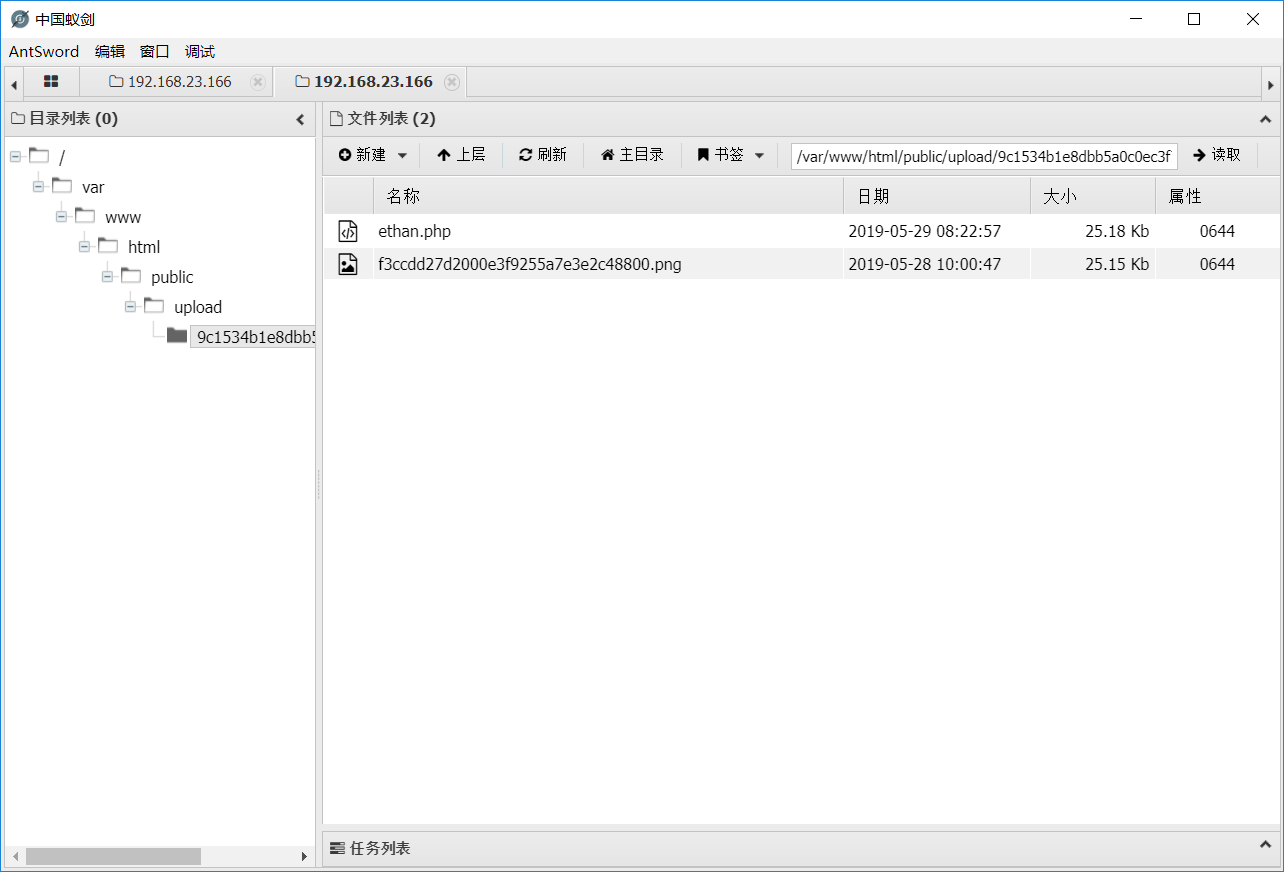 中国蚁剑
AntSword 编辑 窗口 调试
192.168.23.166 192.168.23.166
目录列表 (0)
/
var
www
html
public
upload
9c1534b1e8dbb5
文件列表 (2)
新建 上层 刷新 主目录 书签 /var/www/html/public/upload/9c1534b1e8dbb5a0c0ec3f 读取
名称 日期 大小 属性
ethan.php 2019-05-29 08:22:57 25.18 Kb 0644
f3ccdd27d2000e3f9255a7e3e2c48800.png 2019-05-28 10:00:47 25.15 Kb 0644
任务列表